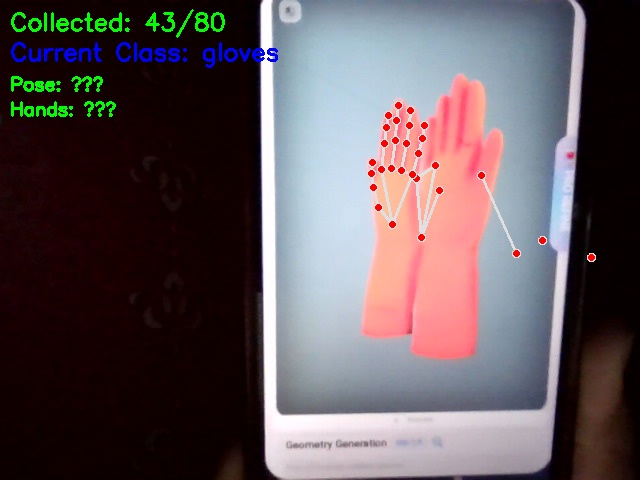 Collected: 43/80
Current Class: gloves
Pose: ???
Hands: ???
Geometry Generation